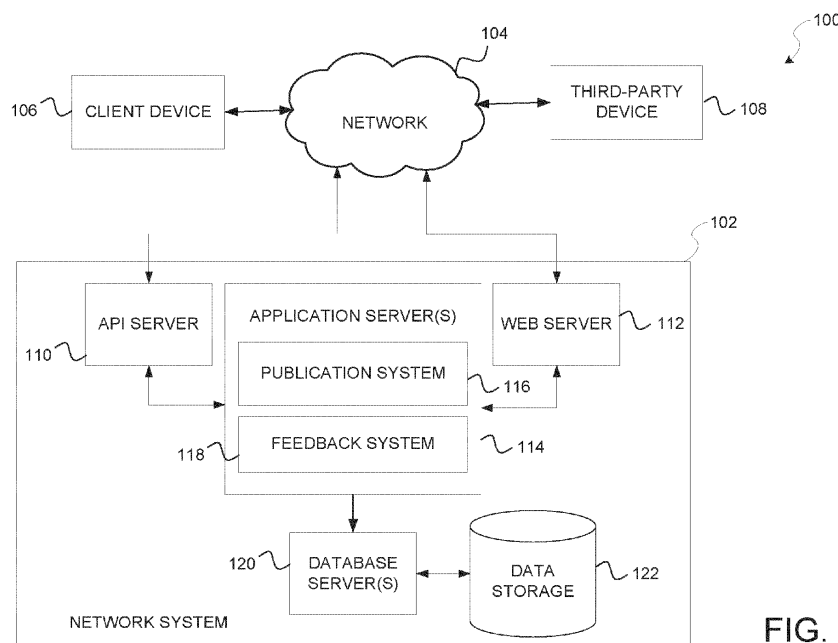 100
104
106
CLIENT DEVICE
NETWORK
THIRD-PARTY
DEVICE
108
102
API SERVER
110
APPLICATION SERVER(S)
WEB SERVER
112
PUBLICATION SYSTEM
116
FEEDBACK SYSTEM
118
114
120
DATABASE
SERVER(S)
DATA
STORAGE
122
NETWORK SYSTEM
FIG.